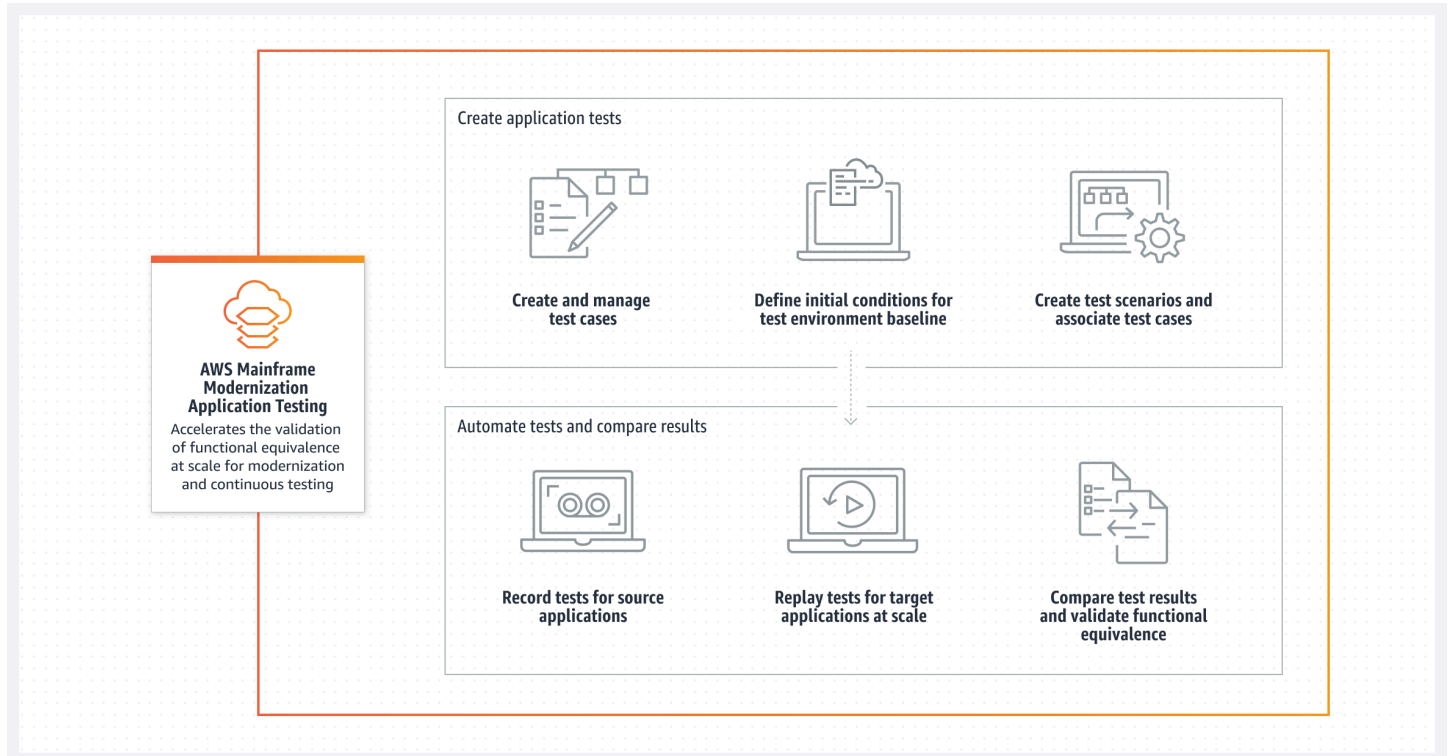 Create application tests
Create and manage
test cases
Define initial conditions for
test environment baseline
Create test scenarios and
associate test cases
AWS Mainframe
Modernization
Application Testing
Accelerates the validation
of functional equivalence
at scale for modernization
and continuous testing
Automate tests and compare results
Record tests for source
applications
Replay tests for target
applications at scale
Compare test results
and validate functional
equivalence